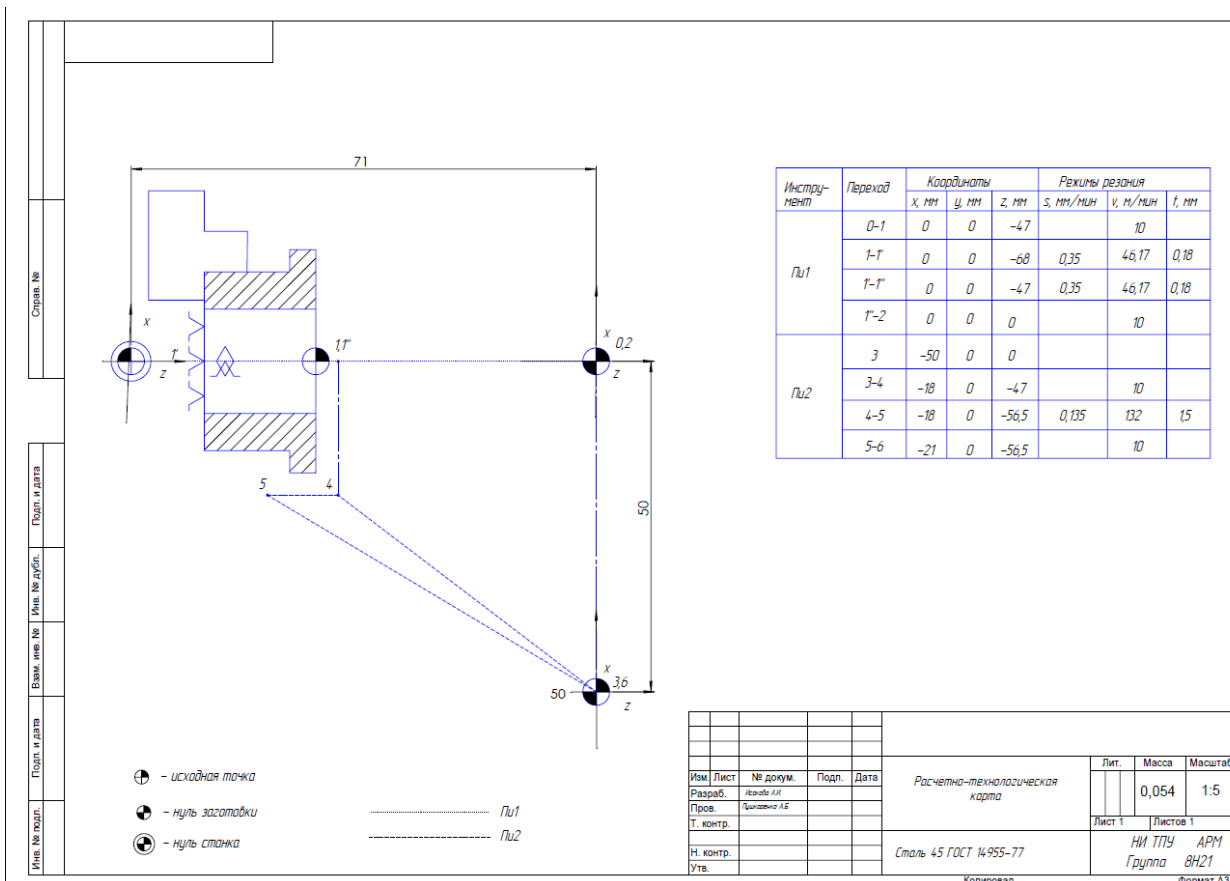 71
Инстру-
мент
Переход
Координаты
Режимы резания
x, мм
y, мм
z, мм
s, мм/мин
v, м/мин
t, мм
Пи1
0-1 0 0 -47 10
1-1' 0 0 -68 0,35 46,17 0,18
1'-1" 0 0 -47 0,35 46,17 0,18
1"-2 0 0 0 10
Пи2
3 -50 0 0
3-4 -18 0 -47 10
4-5 -18 0 -56,5 0,135 132 1,5
5-6 -21 0 -56,5 10
Справ. №
x
1'
z
1,1"
x
0,2
z
5
4
50
x
50
3,6
z
Подп. и дата
Инв. № дубл.
Взам. инв. №
Подп. и дата
Инв. № подл.
– исходная точка
– нуль заготовки
– нуль станка
Пи1
Пи2
Изм. Лист № докум. Подп. Дата
Разраб.
Пров.
Т. контр.
Н. контр.
Утв.
Расчетно-технологическая
карта
Лит. Масса Масштаб
0,054 1:5
Лист 1 Листов 1
Сталь 45 ГОСТ 14955-77
НИ ТПУ АРМ
Группа 8Н21
Копировал
Формат А3